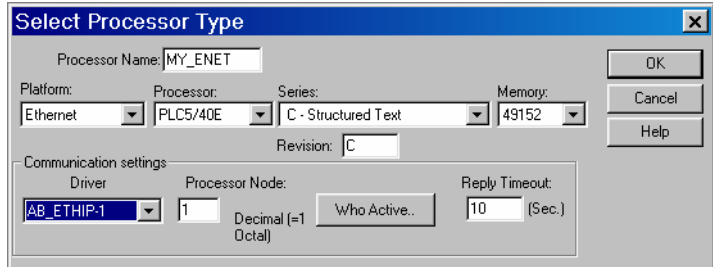 Select Processor Type
Processor Name: MY_ENET
OK
Platform: Processor: Series: Memory:
Ethernet PLC5/40E C - Structured Text 49152
Cancel
Revision: C
Help
Communication settings
Driver Processor Node: Reply Timeout:
AB_ETHIP-1 1 Decimal (=1 Octal) Who Active.. 10 (Sec.)